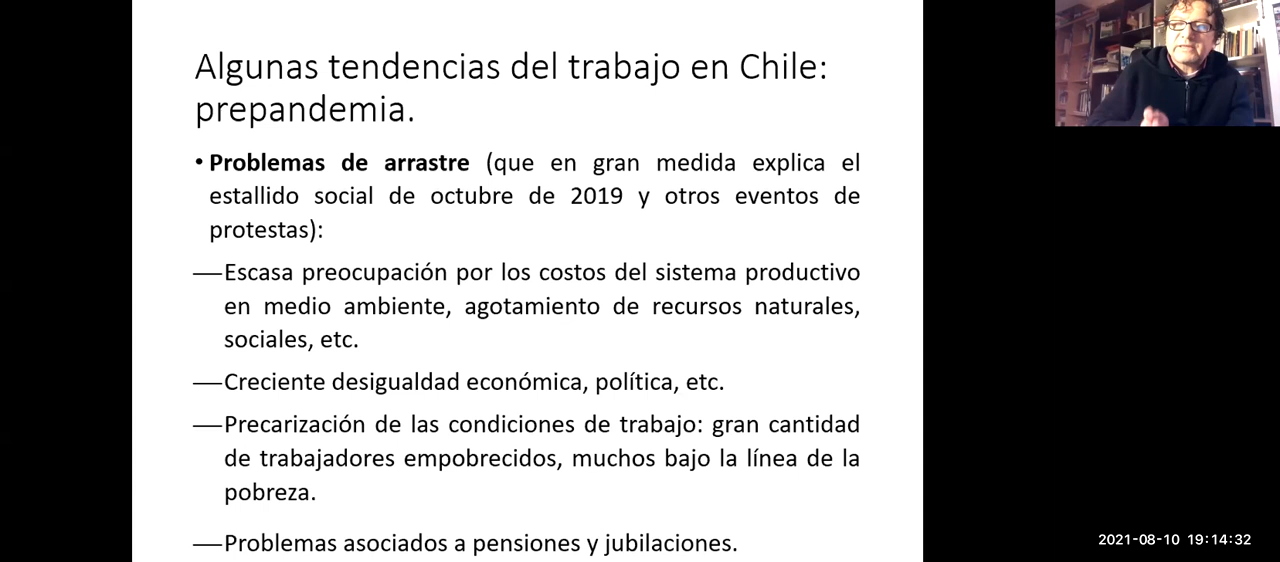 Algunas tendencias del trabajo en Chile:
prepandemia.
• Problemas de arrastre (que en gran medida explica el
estallido social de octubre de 2019 y otros eventos de
protestas):
—Escasa preocupación por los costos del sistema productivo
en medio ambiente, agotamiento de recursos naturales,
sociales, etc.
—Creciente desigualdad económica, política, etc.
—Precarización de las condiciones de trabajo: gran cantidad
de trabajadores empobrecidos, muchos bajo la línea de la
pobreza.
—Problemas asociados a pensiones y jubilaciones.
2021-08-10 19:14:32